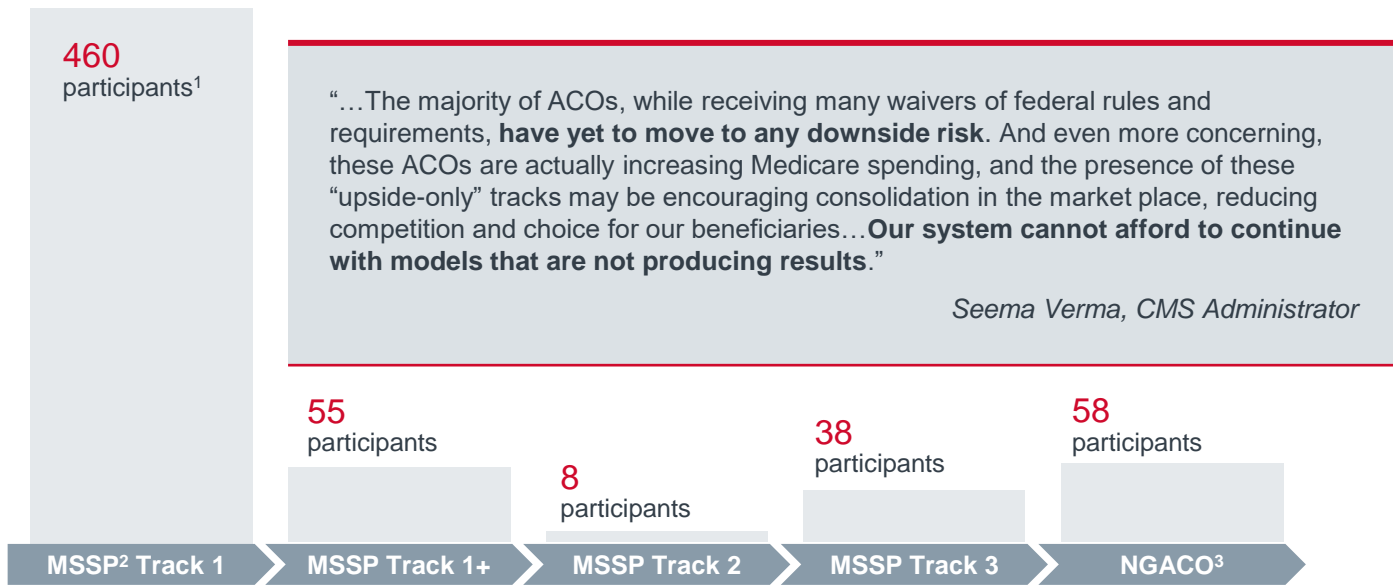 460
participants¹
“…The majority of ACOs, while receiving many waivers of federal rules and
requirements, have yet to move to any downside risk. And even more concerning,
these ACOs are actually increasing Medicare spending, and the presence of these
“upside-only” tracks may be encouraging consolidation in the market place, reducing
competition and choice for our beneficiaries…Our system cannot afford to continue
with models that are not producing results.”
Seema Verma, CMS Administrator
55
participants
8
participants
38
participants
58
participants
MSSP² Track 1
MSSP Track 1+
MSSP Track 2
MSSP Track 3
NGACO³